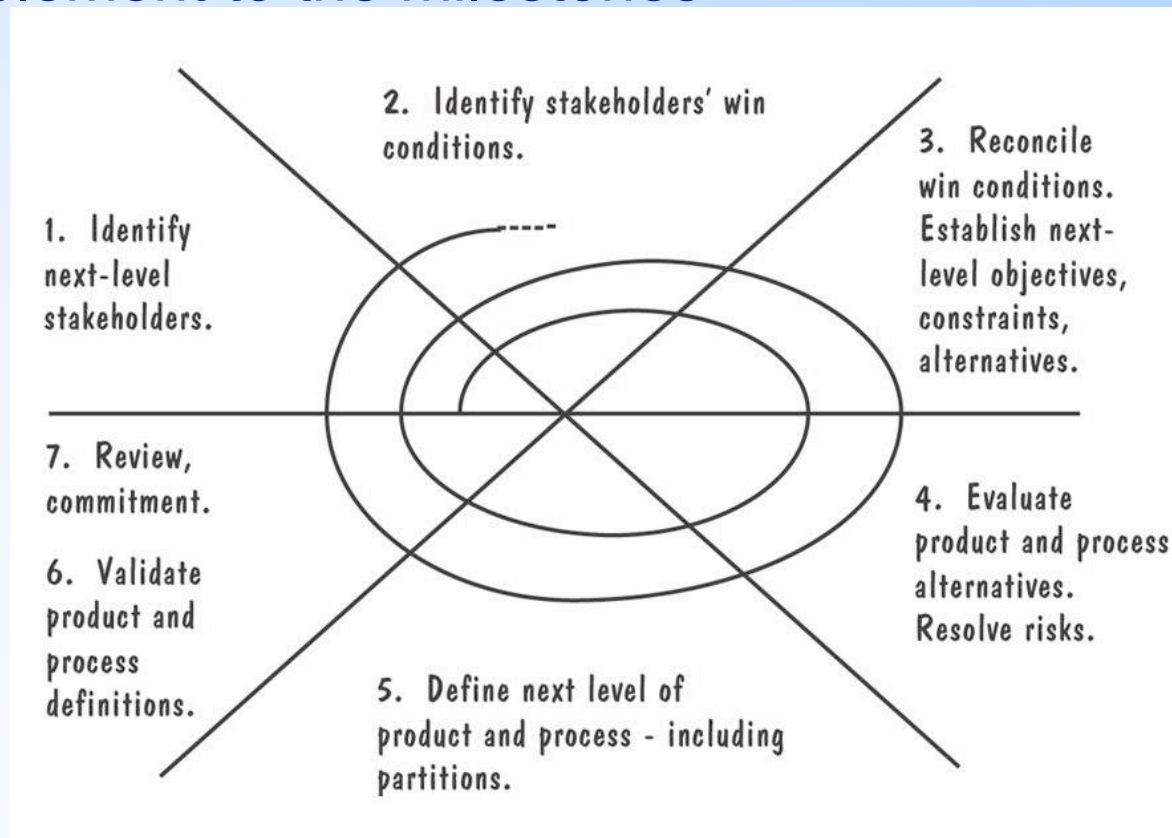 2. Identify stakeholders' win
conditions.
3. Reconcile
win conditions.
Establish next-
level objectives,
constraints,
alternatives.
1. Identify
next-level
stakeholders.
7. Review,
commitment.
6. Validate
product and
process
definitions.
4. Evaluate
product and process
alternatives.
Resolve risks.
5. Define next level of
product and process - including
partitions.